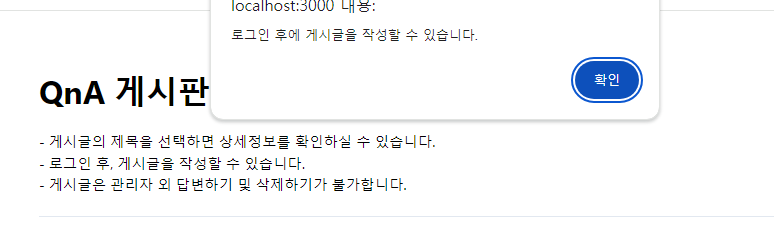 localhost:3000 내용:
로그인 후에 게시글을 작성할 수 있습니다.
확인
QnA 게시판
- 게시글의 제목을 선택하면 상세정보를 확인하실 수 있습니다.
- 로그인 후, 게시글을 작성할 수 있습니다.
- 게시글은 관리자 외 답변하기 및 삭제하기가 불가합니다.